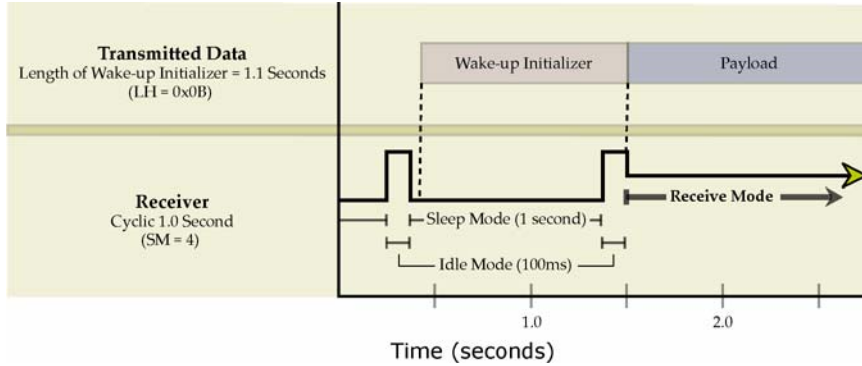 Transmitted Data
Length of Wake-up Initializer = 1.1 Seconds
(LH = 0x0B)
Wake-up Initializer
Payload
Receiver
Cyclic 1.0 Second
(SM = 4)
Sleep Mode (1 second)
Receive Mode
Idle Mode (100ms)
1.0
2.0
Time (seconds)